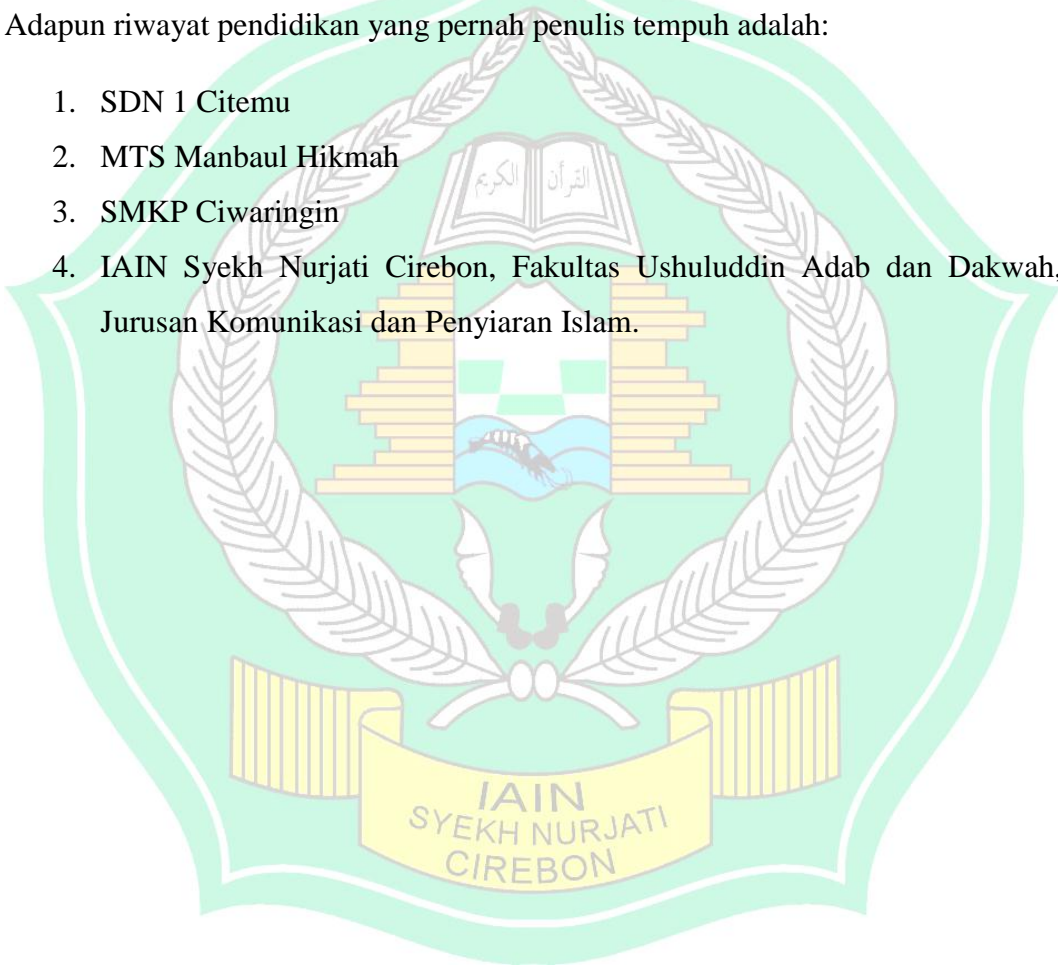 Adapun riwayat pendidikan yang pernah penulis tempuh adalah:
1. SDN 1 Citemu
2. MTS Manbaul Hikmah
3. SMKP Ciwaringin
4. IAIN Syekh Nurjati Cirebon, Fakultas Ushuluddin Adab dan Dakwah,
Jurusan Komunikasi dan Penyiaran Islam.
القرآن الكريم
IAIN
SYEKH NURJATI
CIREBON